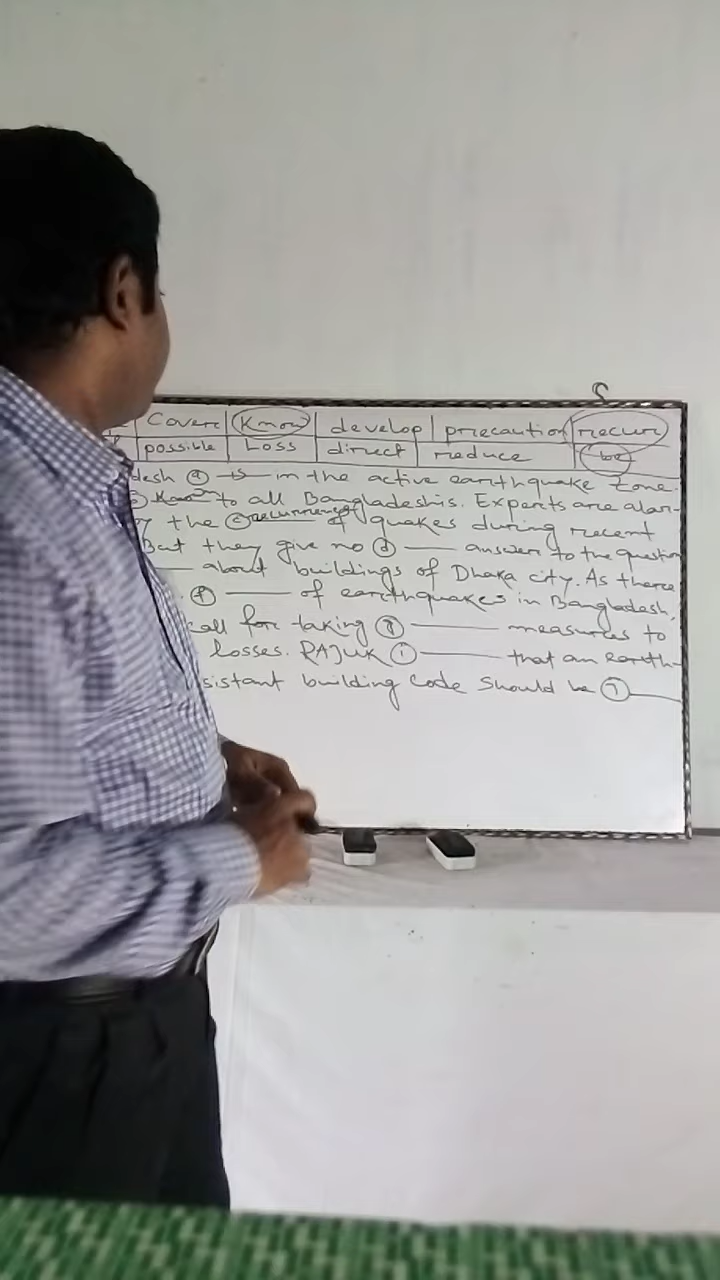 Cover | Know | develop | precaution | recur
possible | Loss | direct | reduce | be
desh (a) is in the active earthquake zone.
(b) Known to all Bangladeshis. Experts are alar-
the (c) recurrences of quakes during recent
But they give no (d) —— answer to the question
—— about buildings of Dhaka city. As there
(f) —— of earthquakes in Bangladesh,
call for taking (g) —— measures to
losses. RAJUK (i) —— that an earth-
sistant building Code Should be (J) ——